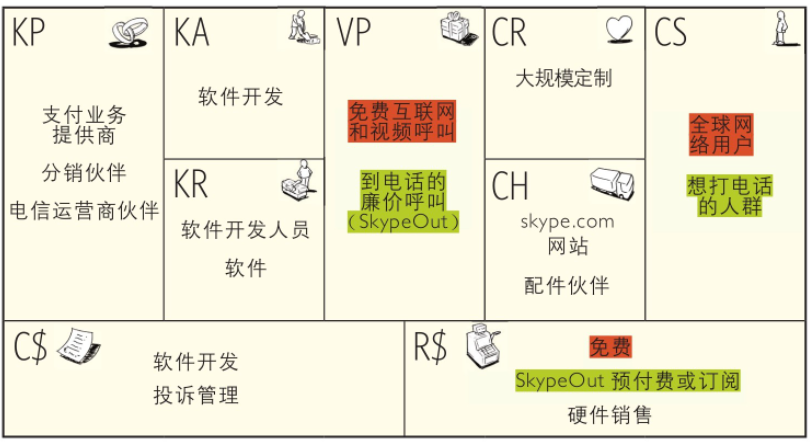 KP
支付业务
提供商
分销伙伴
电信运营商伙伴
KA
软件开发
KR
软件开发人员
软件
VP
免费互联网
和视频呼叫
到电话的
廉价呼叫
（SkypeOut）
CR
大规模定制
CH
skype.com
网站
配件伙伴
CS
全球网
络用户
想打电话
的人群
C$
软件开发
投诉管理
R$
免费
SkypeOut 预付费或订阅
硬件销售